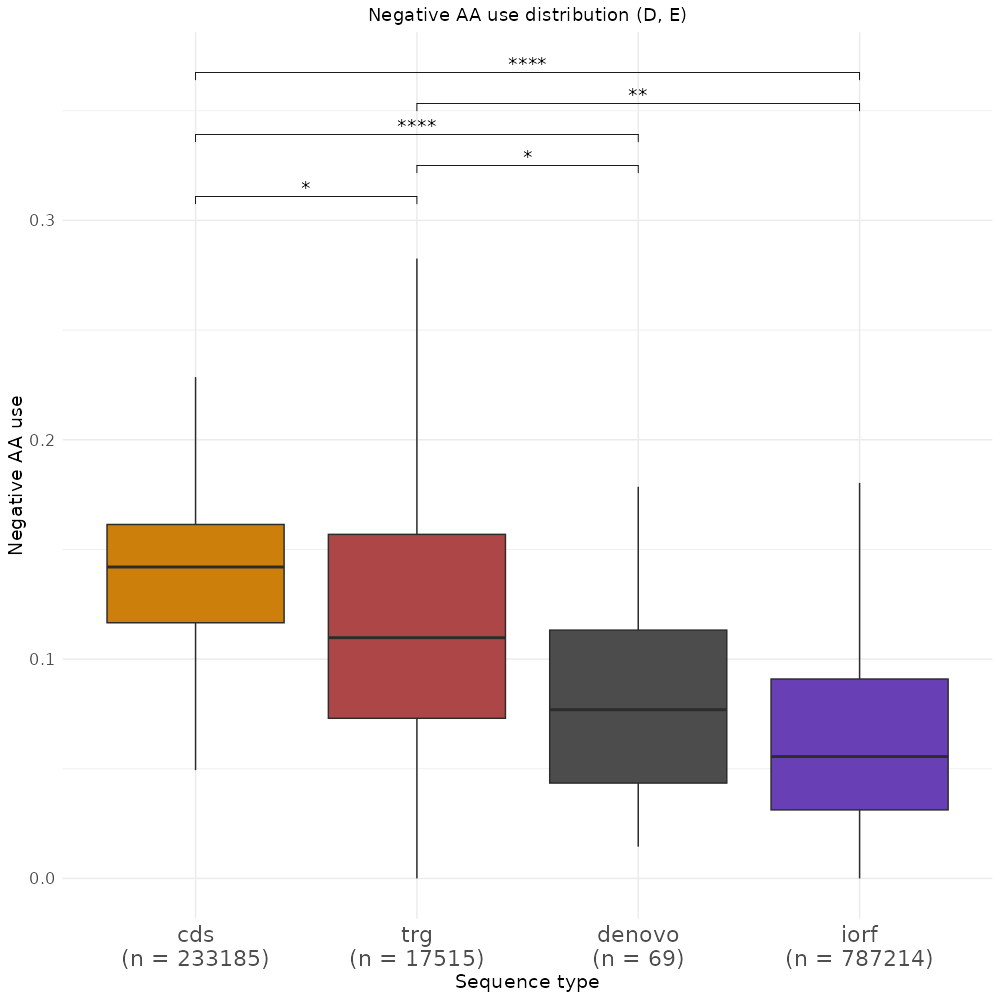 Negative AA use distribution (D, E)
****
**
****
*
*
0.3
0.2
0.1
0.0
Negative AA use
cds
(n = 233185)
trg
(n = 17515)
denovo
(n = 69)
iorf
(n = 787214)
Sequence type